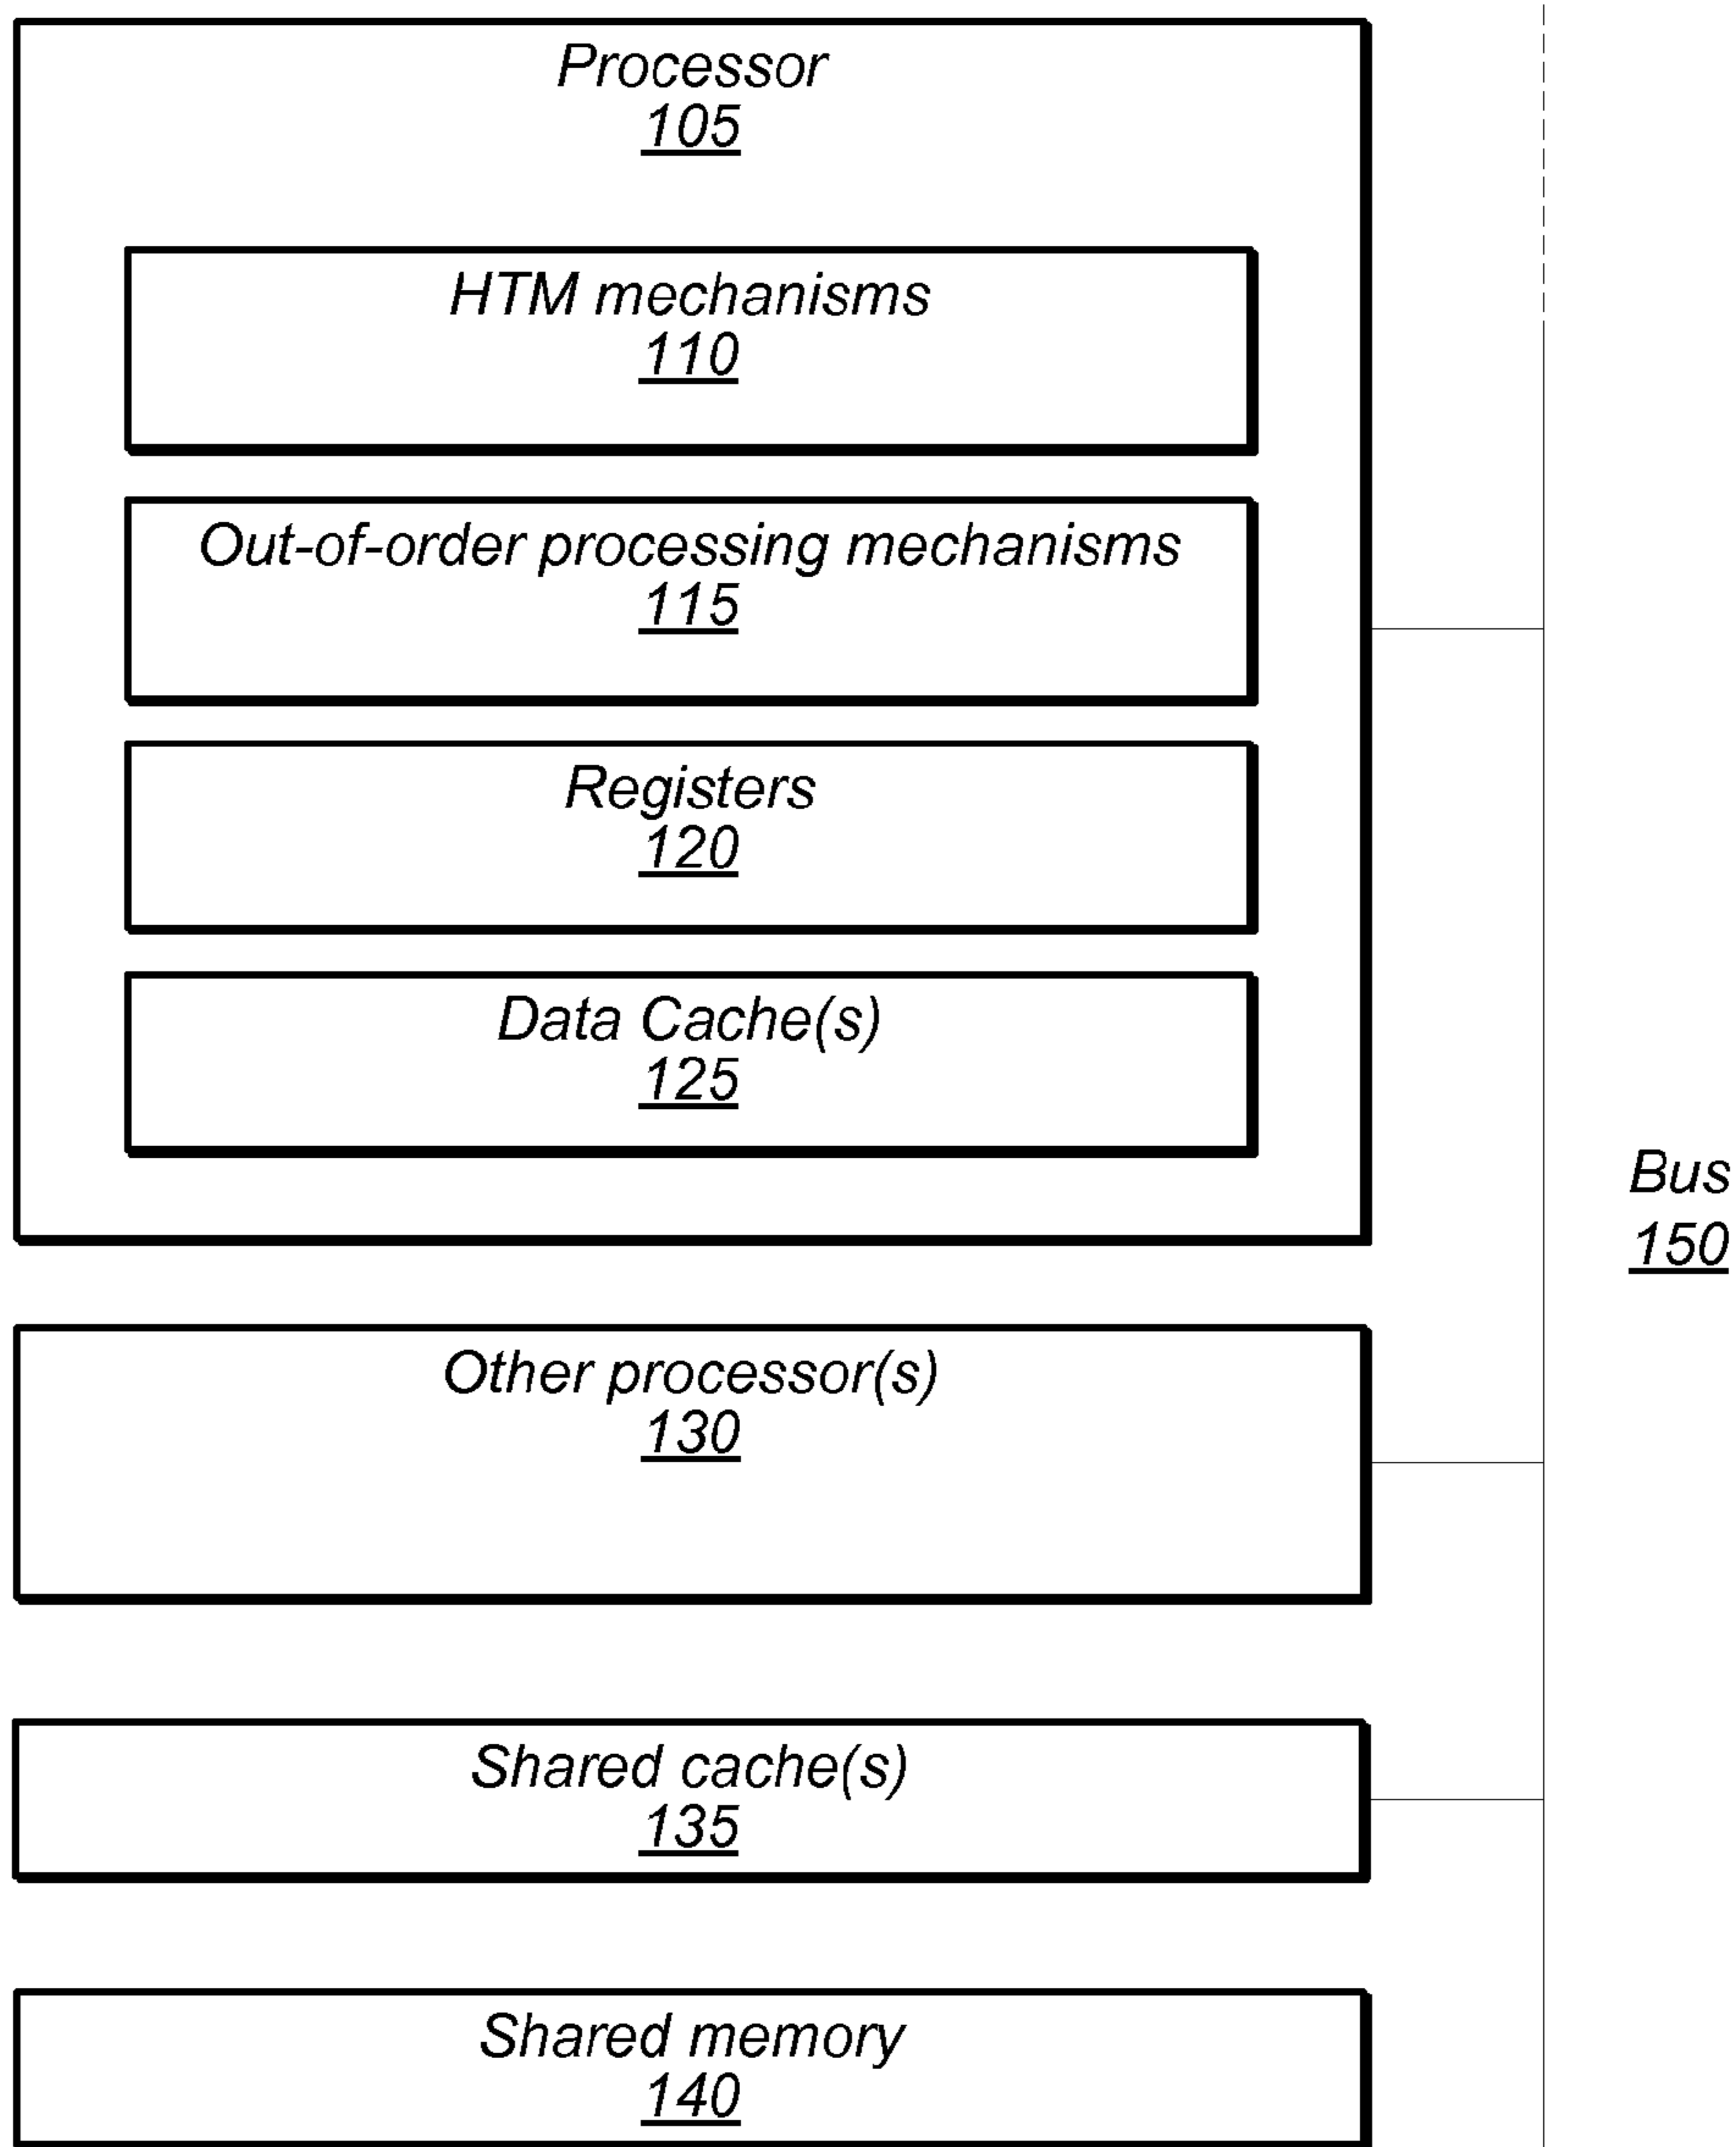 Processor
105
HTM mechanisms
110
Out-of-order processing mechanisms
115
Registers
120
Data Cache(s)
125
Bus
150
Other processor(s)
130
Shared cache(s)
135
Shared memory
140